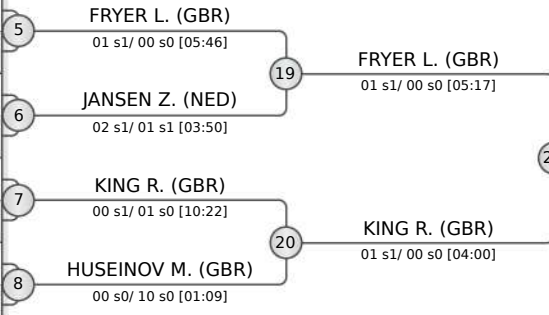 FRYER L. (GBR)
5
01 s1/ 00 s0 [05:46]
19
FRYER L. (GBR)
01 s1/ 00 s0 [05:17]
JANSEN Z. (NED)
6
02 s1/ 01 s1 [03:50]
KING R. (GBR)
7
00 s1/ 01 s0 [10:22]
20
KING R. (GBR)
01 s1/ 00 s0 [04:00]
HUSEINOV M. (GBR)
8
00 s0/ 10 s0 [01:09]